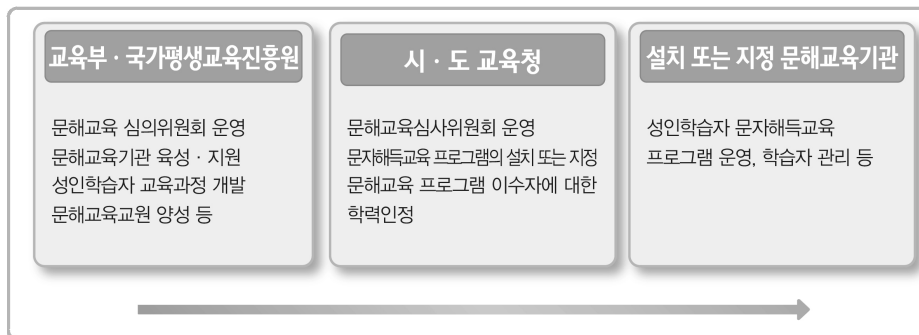 교육부 · 국가평생교육진흥원
문해교육 심의위원회 운영
문해교육기관 육성 · 지원
성인학습자 교육과정 개발
문해교육교원 양성 등
시 · 도 교육청
문해교육심사위원회 운영
문자해득교육 프로그램의 설치 또는 지정
문해교육 프로그램 이수자에 대한
학력인정
설치 또는 지정 문해교육기관
성인학습자 문자해득교육
프로그램 운영, 학습자 관리 등